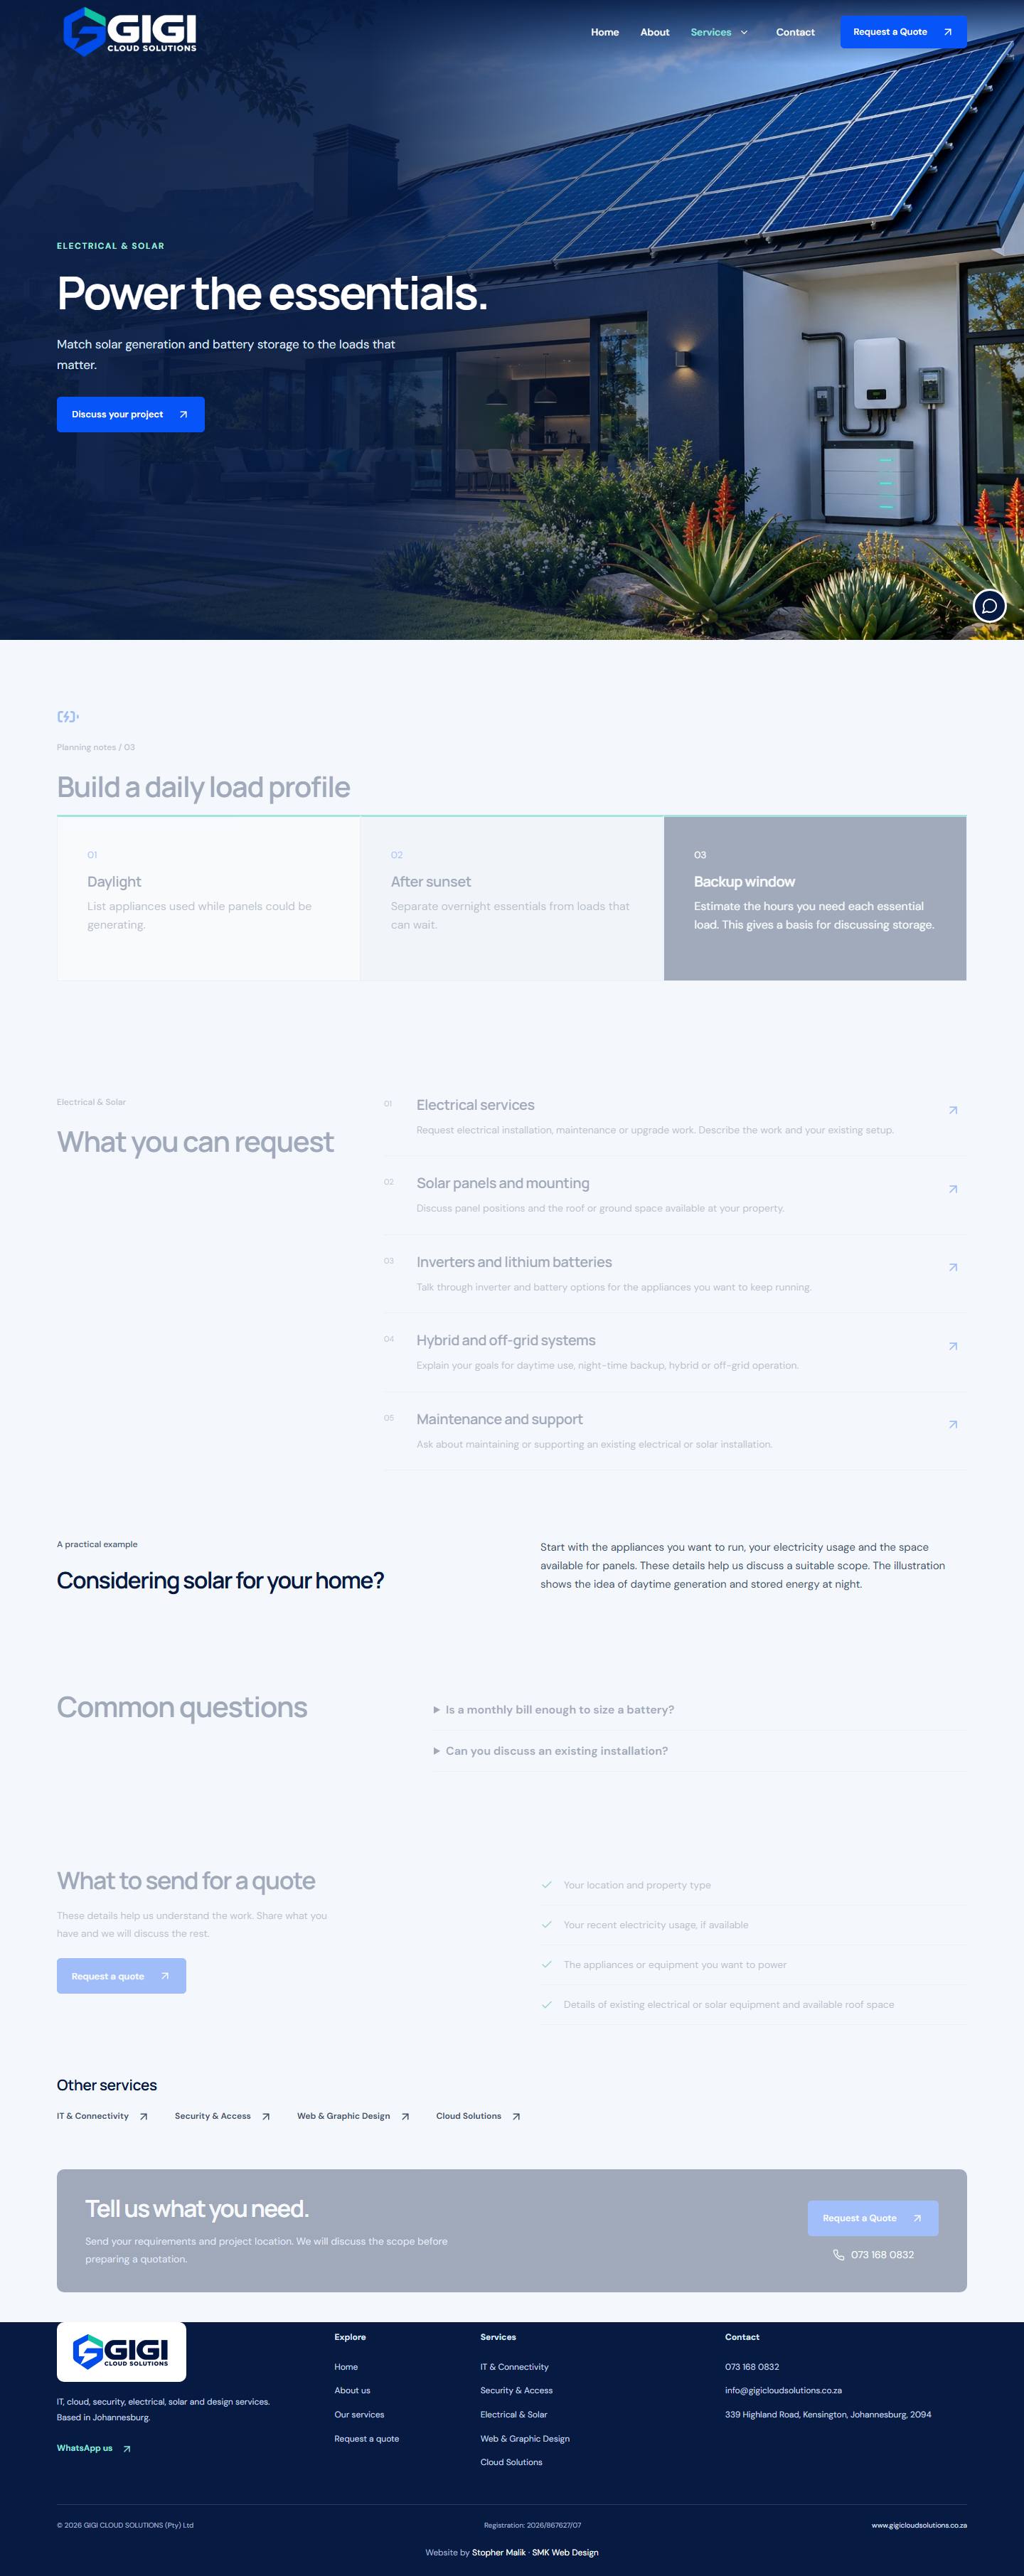 GIGI
CLOUD SOLUTIONS
Home
About
Services
Contact
Request a Quote
ELECTRICAL & SOLAR
Power the essentials.
Match solar generation and battery storage to the loads that
matter.
Discuss your project
Planning notes / 03
Build a daily load profile
01
Daylight
List appliances used while panels could be
generating.
02
After sunset
Separate overnight essentials from loads that
can wait.
03
Backup window
Estimate the hours you need each essential
load. This gives a basis for discussing storage.
Electrical & Solar
What you can request
01
Electrical services
Request electrical installation, maintenance or upgrade work. Describe the work and your existing setup.
02
Solar panels and mounting
Discuss panel positions and the roof or ground space available at your property.
03
Inverters and lithium batteries
Talk through inverter and battery options for the appliances you want to keep running.
04
Hybrid and off-grid systems
Explain your goals for daytime use, night-time backup, hybrid or off-grid operation.
05
Maintenance and support
Ask about maintaining or supporting an existing electrical or solar installation.
A practical example
Considering solar for your home?
Start with the appliances you want to run, your electricity usage and the space
available for panels. These details help us discuss a suitable scope. The illustration
shows the idea of daytime generation and stored energy at night.
Common questions
Is a monthly bill enough to size a battery?
Can you discuss an existing installation?
What to send for a quote
These details help us understand the work. Share what you
have and we will discuss the rest.
Request a quote
Your location and property type
Your recent electricity usage, if available
The appliances or equipment you want to power
Details of existing electrical or solar equipment and available roof space
Other services
IT & Connectivity
Security & Access
Web & Graphic Design
Cloud Solutions
Tell us what you need.
Send your requirements and project location. We will discuss the scope before
preparing a quotation.
Request a Quote
073 168 0832
GIGI
CLOUD SOLUTIONS
IT, cloud, security, electrical, solar and design services.
Based in Johannesburg.
WhatsApp us
Explore
Home
About us
Our services
Request a quote
Services
IT & Connectivity
Security & Access
Electrical & Solar
Web & Graphic Design
Cloud Solutions
Contact
073 168 0832
info@gigicloudsolutions.co.za
339 Highland Road, Kensington, Johannesburg, 2094
© 2026 GIGI CLOUD SOLUTIONS (Pty) Ltd
Registration: 2026/867627/07
www.gigicloudsolutions.co.za
Website by Stopher Malik · SMK Web Design